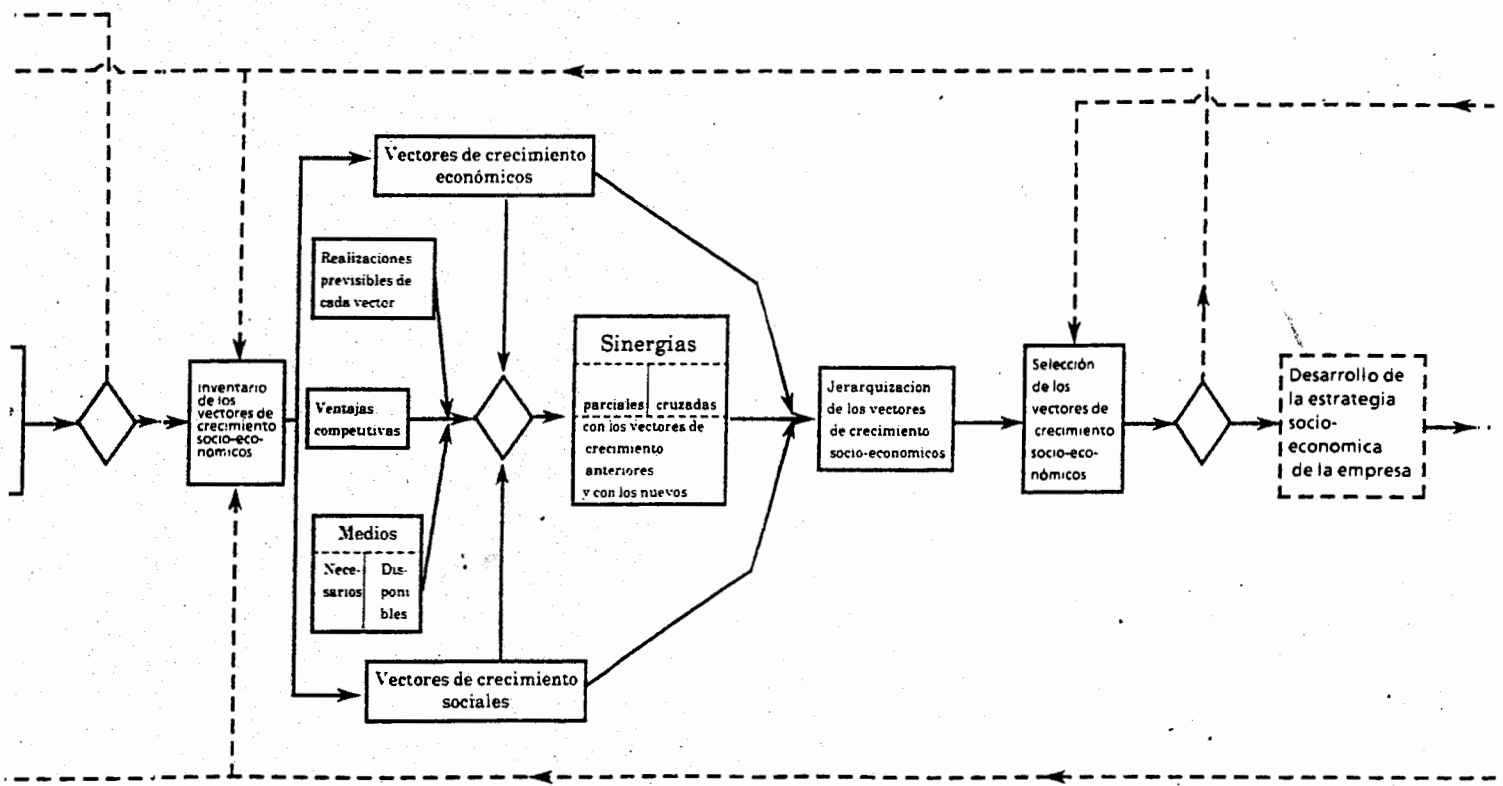 Vectores de crecimiento
económicos
Realizaciones
previsibles de
cada vector
Inventario
de los
vectores de
crecimiento
socio-eco-
nómicos
Ventajas
competitivas
Medios
Nece-
sarios
Dis-
poni
bles
Vectores de crecimiento
sociales
Sinergias
parciales
cruzadas
con los vectores de
crecimiento
anteriores
y con los nuevos
Jerarquizacion
de los vectores
de crecimiento
socio-economicos
Selección
de los
vectores de
crecimiento
socio-eco-
nómicos
Desarrollo de
la estrategia
socio-
economica
de la empresa